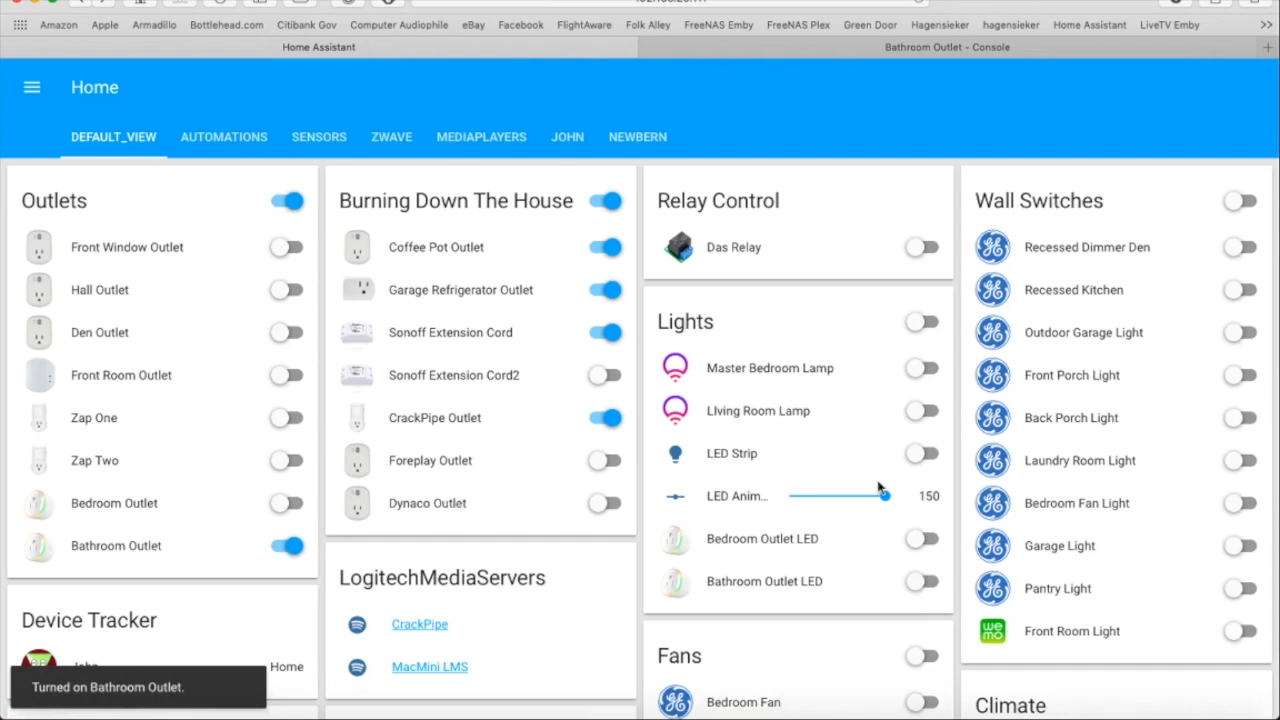 Amazon Apple Armadillo Bottlehead.com Citibank Gov Computer Audiophile eBay Facebook FlightAware Folk Alley FreeNAS Emby FreeNAS Plex Green Door Hagensieker hagensieker Home Assistant LiveTV Emby
Home Assistant
Bathroom Outlet - Console
Home
DEFAULT_VIEW AUTOMATIONS SENSORS ZWAVE MEDIAPLAYERS JOHN NEWBERN
Outlets
Front Window Outlet
Hall Outlet
Den Outlet
Front Room Outlet
Zap One
Zap Two
Bedroom Outlet
Bathroom Outlet
Device Tracker
Home
Turned on Bathroom Outlet.
Burning Down The House
Coffee Pot Outlet
Garage Refrigerator Outlet
Sonoff Extension Cord
Sonoff Extension Cord2
CrackPipe Outlet
Foreplay Outlet
Dynaco Outlet
LogitechMediaServers
CrackPipe
MacMini LMS
Relay Control
Das Relay
Lights
Master Bedroom Lamp
LIving Room Lamp
LED Strip
LED Anim... 150
Bedroom Outlet LED
Bathroom Outlet LED
Fans
Bedroom Fan
Wall Switches
Recessed Dimmer Den
Recessed Kitchen
Outdoor Garage Light
Front Porch Light
Back Porch Light
Laundry Room Light
Bedroom Fan Light
Garage Light
Pantry Light
wemo
Front Room Light
Climate